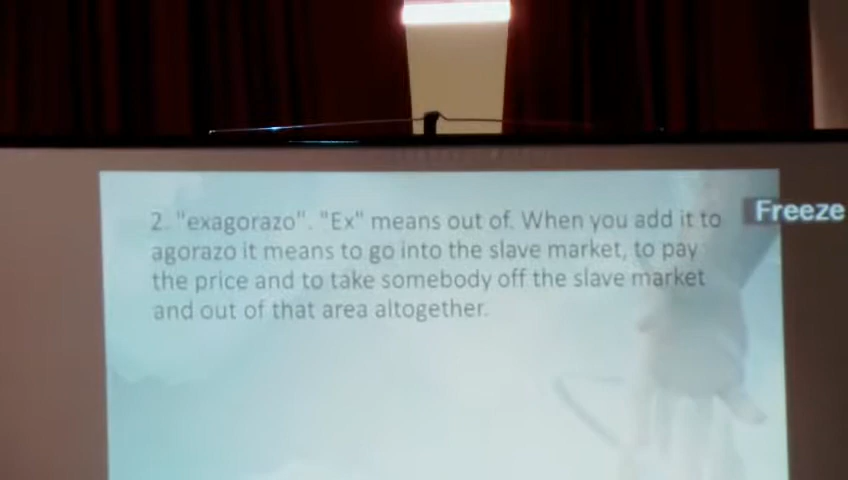 2. "exagorazo". "Ex" means out of. When you add it to
agorazo it means to go into the slave market, to pay
the price and to take somebody off the slave market
and out of that area altogether.
Freeze